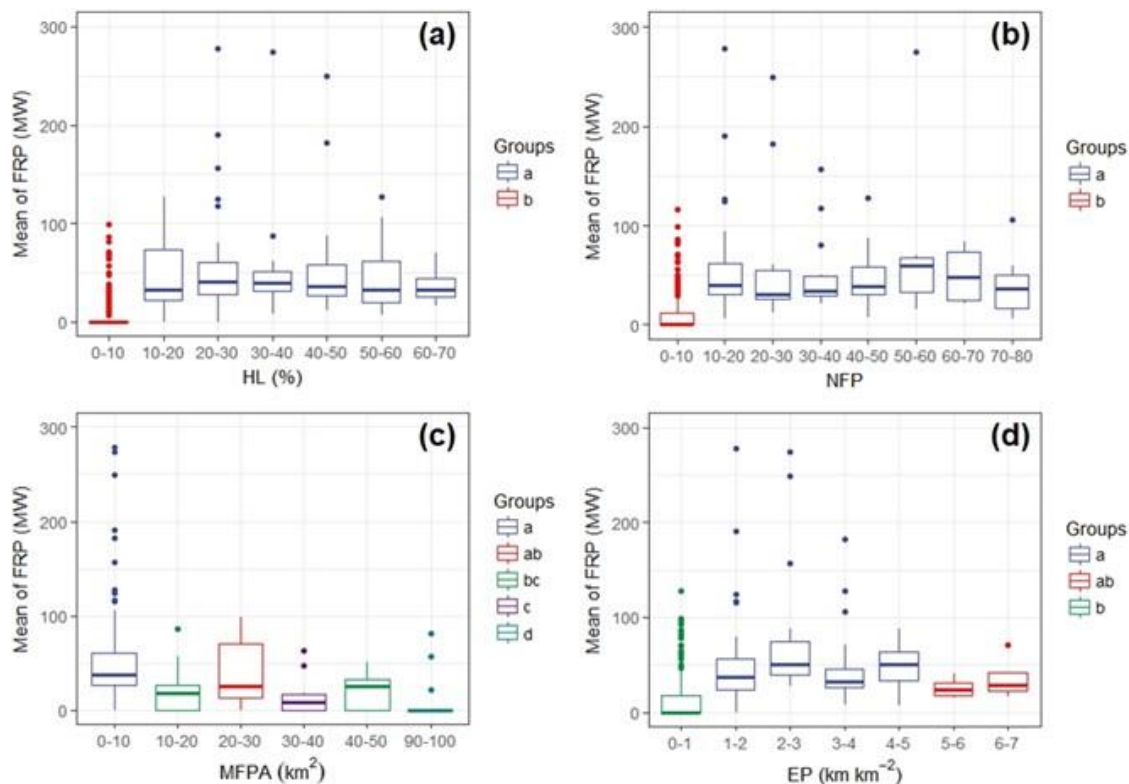 (a)
300
200
100
0
Mean of FRP (MW)
0-10 10-20 20-30 30-40 40-50 50-60 60-70
HL (%)
Groups
a
b
(b)
300
200
100
0
Mean of FRP (MW)
0-10 10-20 20-30 30-40 40-50 50-60 60-70 70-80
NFP
Groups
a
b
(c)
300
200
100
0
Mean of FRP (MW)
0-10 10-20 20-30 30-40 40-50 90-100
MFPA (km²)
Groups
a
ab
bc
c
d
(d)
300
200
100
0
Mean of FRP (MW)
0-1 1-2 2-3 3-4 4-5 5-6 6-7
EP (km km⁻²)
Groups
a
ab
b